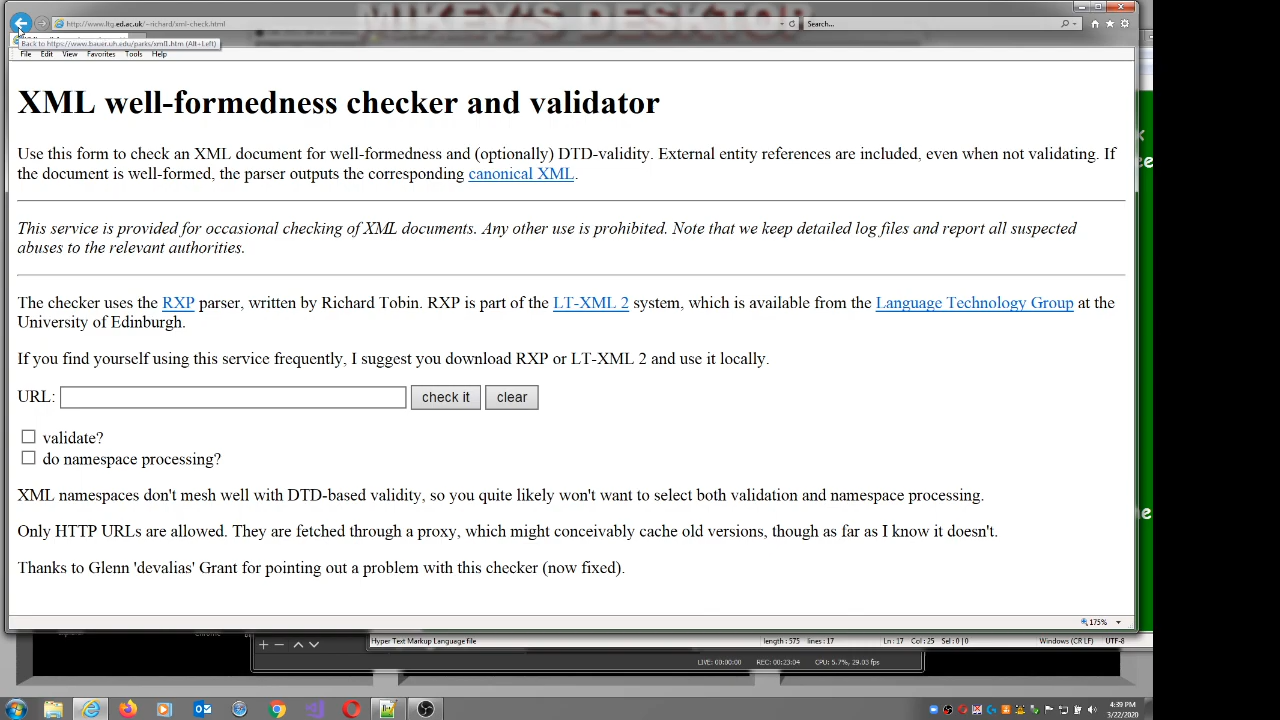 MIKEY'S DESKTOP
http://www.ltg.ed.ac.uk/~richard/xml-check.html
Search...
Back to https://www.bauer.uh.edu/parks/xml1.htm (Alt+Left)
File Edit View Favorites Tools Help
XML well-formedness checker and validator
Use this form to check an XML document for well-formedness and (optionally) DTD-validity. External entity references are included, even when not validating. If
the document is well-formed, the parser outputs the corresponding canonical XML.
This service is provided for occasional checking of XML documents. Any other use is prohibited. Note that we keep detailed log files and report all suspected
abuses to the relevant authorities.
The checker uses the RXP parser, written by Richard Tobin. RXP is part of the LT-XML 2 system, which is available from the Language Technology Group at the
University of Edinburgh.
If you find yourself using this service frequently, I suggest you download RXP or LT-XML 2 and use it locally.
URL: check it clear
validate?
do namespace processing?
XML namespaces don't mesh well with DTD-based validity, so you quite likely won't want to select both validation and namespace processing.
Only HTTP URLs are allowed. They are fetched through a proxy, which might conceivably cache old versions, though as far as I know it doesn't.
Thanks to Glenn 'devalias' Grant for pointing out a problem with this checker (now fixed).
175%
Hyper Text Markup Language file length : 575 lines : 17 Ln : 17 Col : 25 Sel : 0 | 0 Windows (CR LF) UTF-8
LIVE: 00:00:00 REC: 00:23:04 CPU: 5.7%, 29.03 fps
4:39 PM
3/22/2020